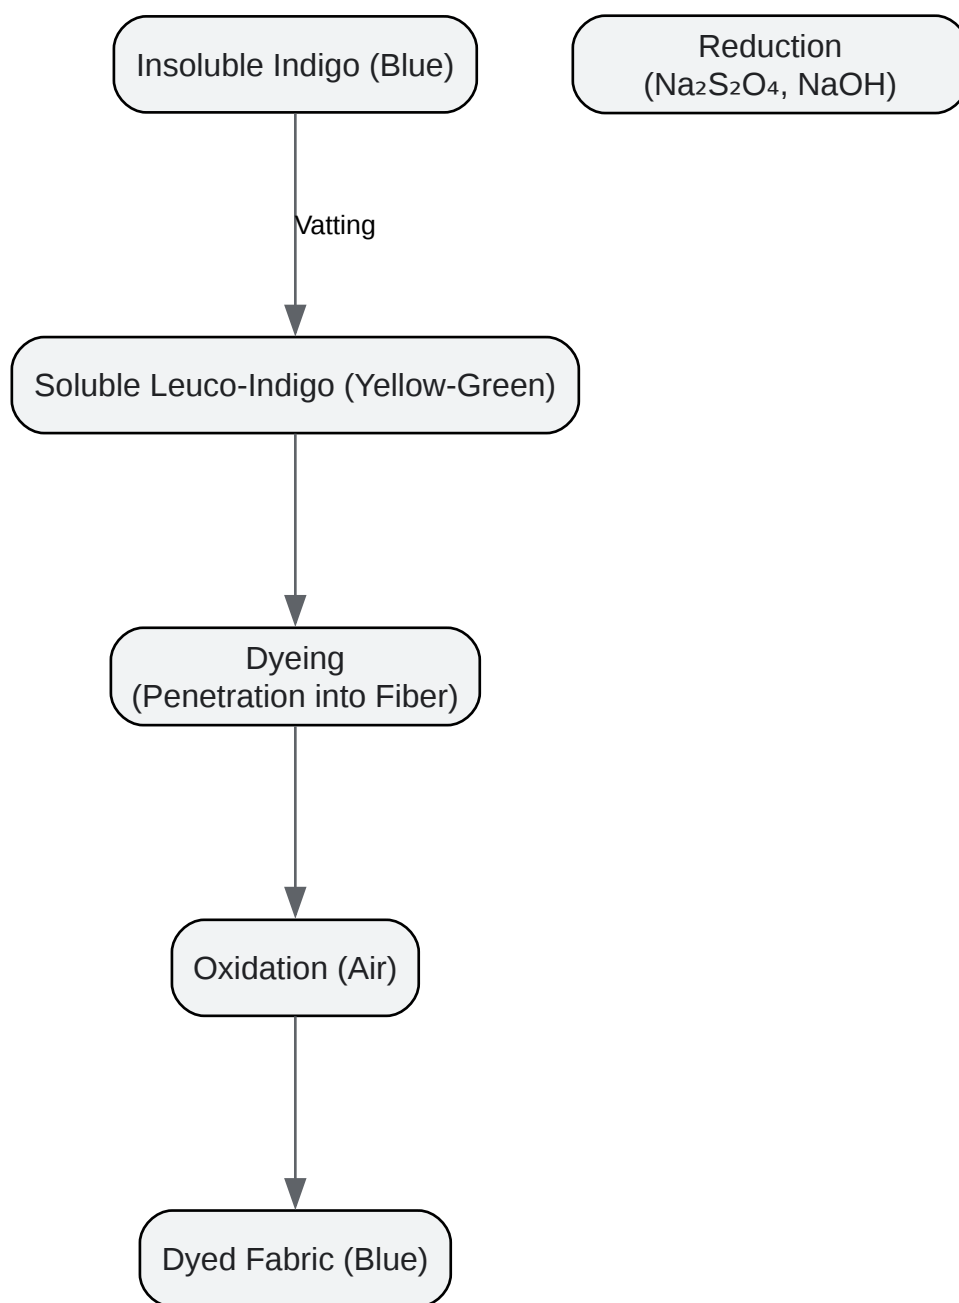 Insoluble Indigo (Blue)
Reduction
(Na₂S₂O₄, NaOH)
Vatting
Soluble Leuco-Indigo (Yellow-Green)
Dyeing
(Penetration into Fiber)
Oxidation (Air)
Dyed Fabric (Blue)